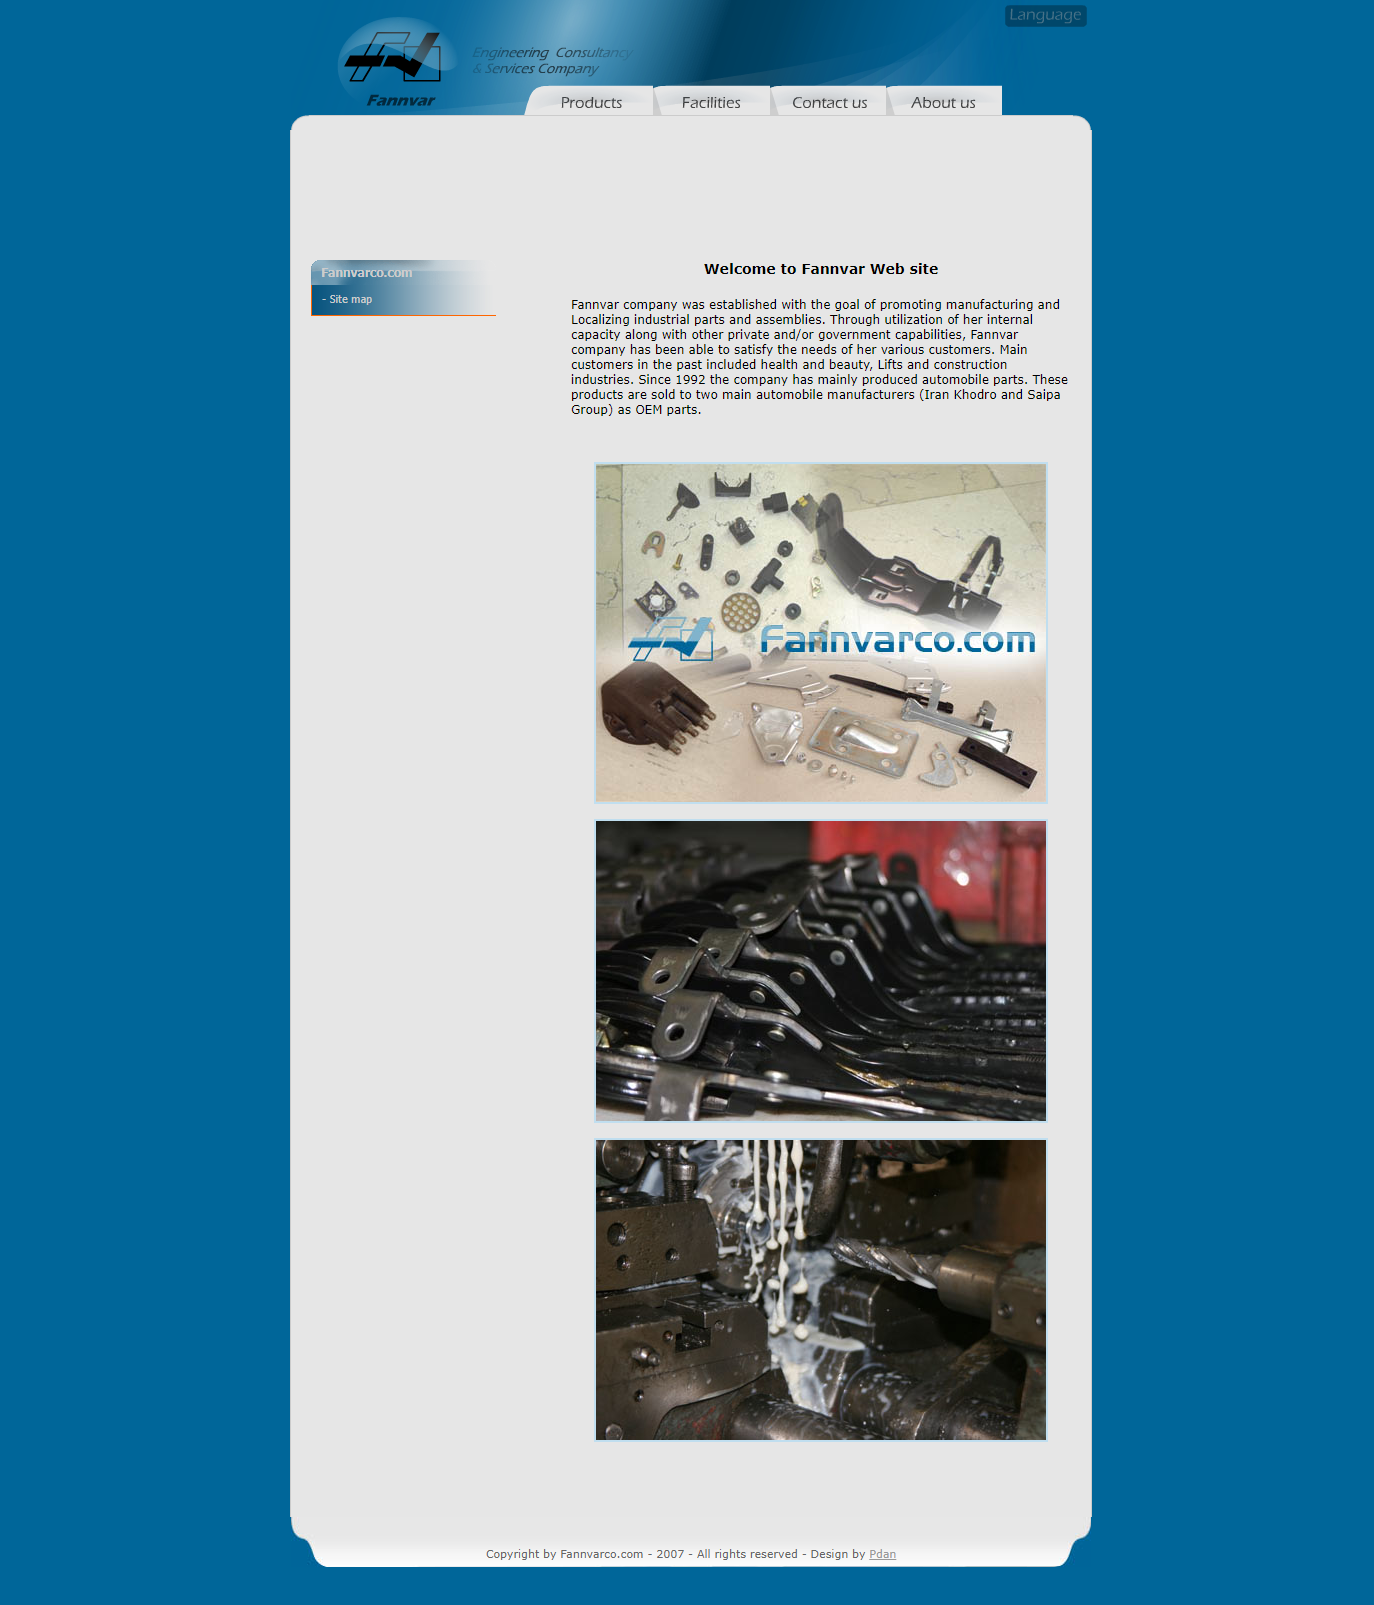 Language
Engineering Consultancy
& Services Company
Fannvar
Products
Facilities
Contact us
About us
Fannvarco.com
- Site map
Welcome to Fannvar Web site
Fannvar company was established with the goal of promoting manufacturing and
Localizing industrial parts and assemblies. Through utilization of her internal
capacity along with other private and/or government capabilities, Fannvar
company has been able to satisfy the needs of her various customers. Main
customers in the past included health and beauty, Lifts and construction
industries. Since 1992 the company has mainly produced automobile parts. These
products are sold to two main automobile manufacturers (Iran Khodro and Saipa
Group) as OEM parts.
Fannvarco.com
Copyright by Fannvarco.com - 2007 - All rights reserved - Design by Pdan